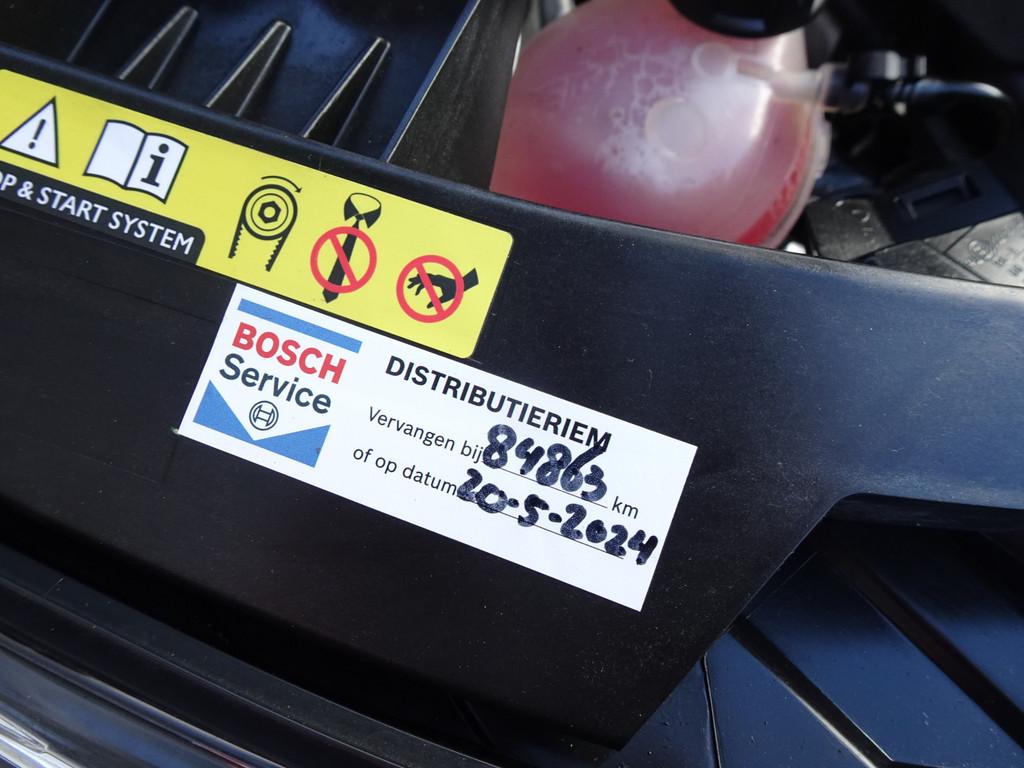 OP & START SYSTEM
BOSCH
Service
DISTRIBUTIERIEM
Vervangen bij 84863 km
of op datum 20-5-2024